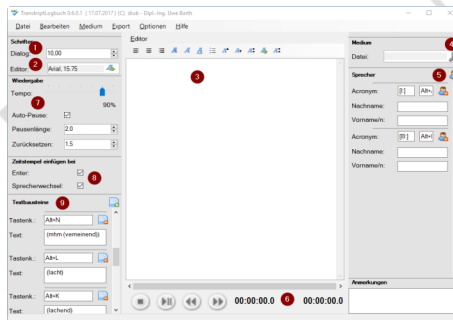 TranskriptLogbuch 0.6.0.1 | 17.07.2017 | (C) dludi - Dipl.-Ing. Uwe Barth
Datei Bearbeiten Medium Export Optionen Hilfe
Schriften
Dialog: 10,00
Editor: Arial, 15.75
Wiedergabe
Tempo:
90%
Auto-Pause:
Pausenlänge: 2,0
Zurücksetzen: 1,5
Zeitstempel einfügen bei
Enter:
Sprecherwechsel:
Textbausteine
Tastenk.: Alt+N
Text: (mhm (verneinend))
Tastenk.: Alt+L
Text: (lacht)
Tastenk.: Alt+K
Text: (lachend)
1
2
7
8
9
Editor
3
00:00:00.0 6 00:00:00.0
Medium
4
Datei:
Sprecher
5
Acronym: [I:]
Nachname:
Vorname/n:
Acronym: [B:]
Nachname:
Vorname/n:
Anmerkungen